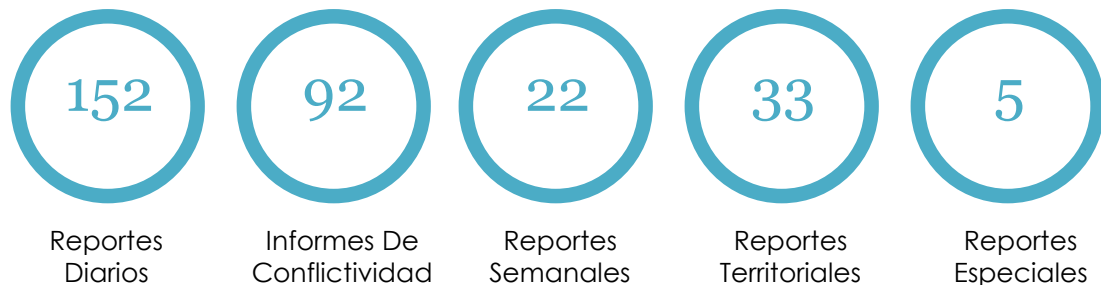 152
92
22
33
5
Reportes
Diarios
Informes De
Conflictividad
Reportes
Semanales
Reportes
Territoriales
Reportes
Especiales